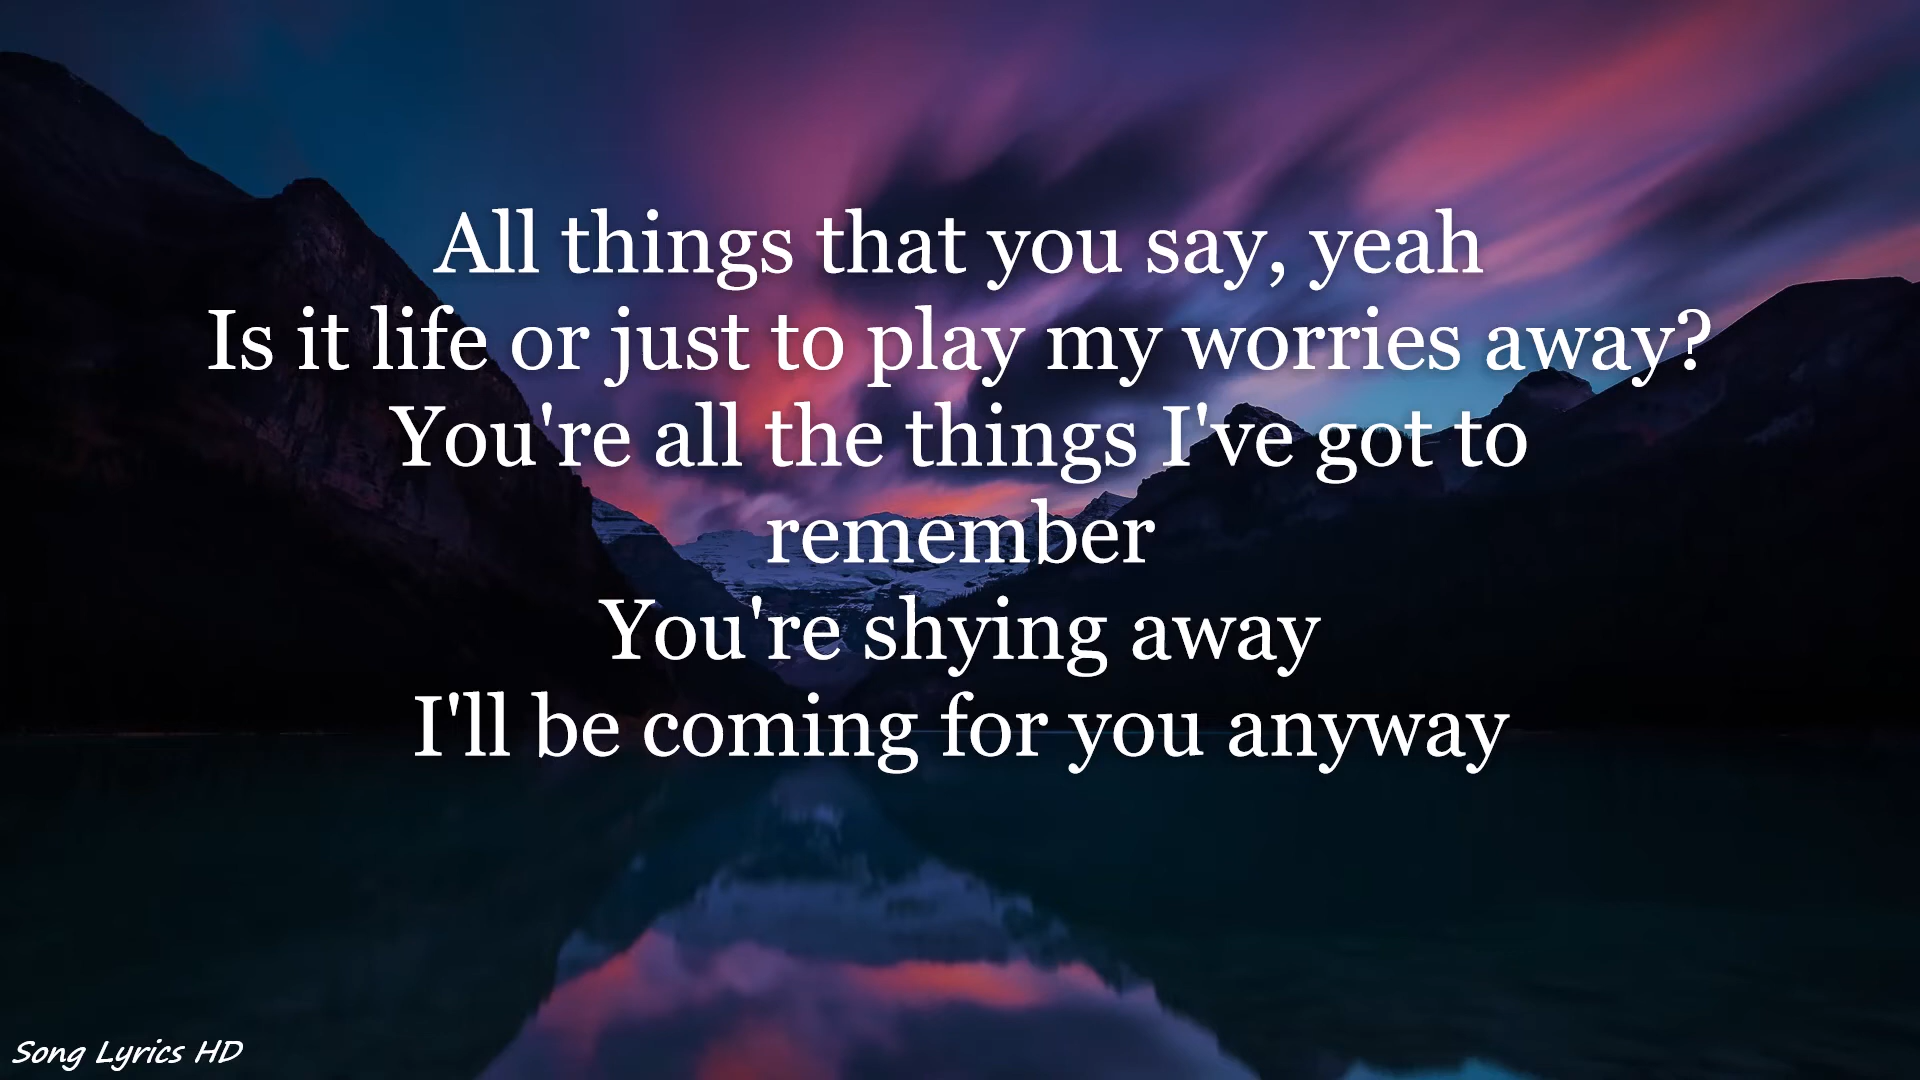 All things that you say, yeah
Is it life or just to play my worries away?
You're all the things I've got to
remember
You're shying away
I'll be coming for you anyway
Song Lyrics HD